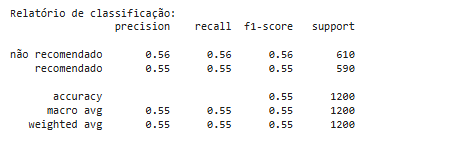 Relatório de classificação:
precision recall f1-score support
não recomendado 0.56 0.56 0.56 610
recomendado 0.55 0.55 0.55 590
accuracy 0.55 1200
macro avg 0.55 0.55 0.55 1200
weighted avg 0.55 0.55 0.55 1200